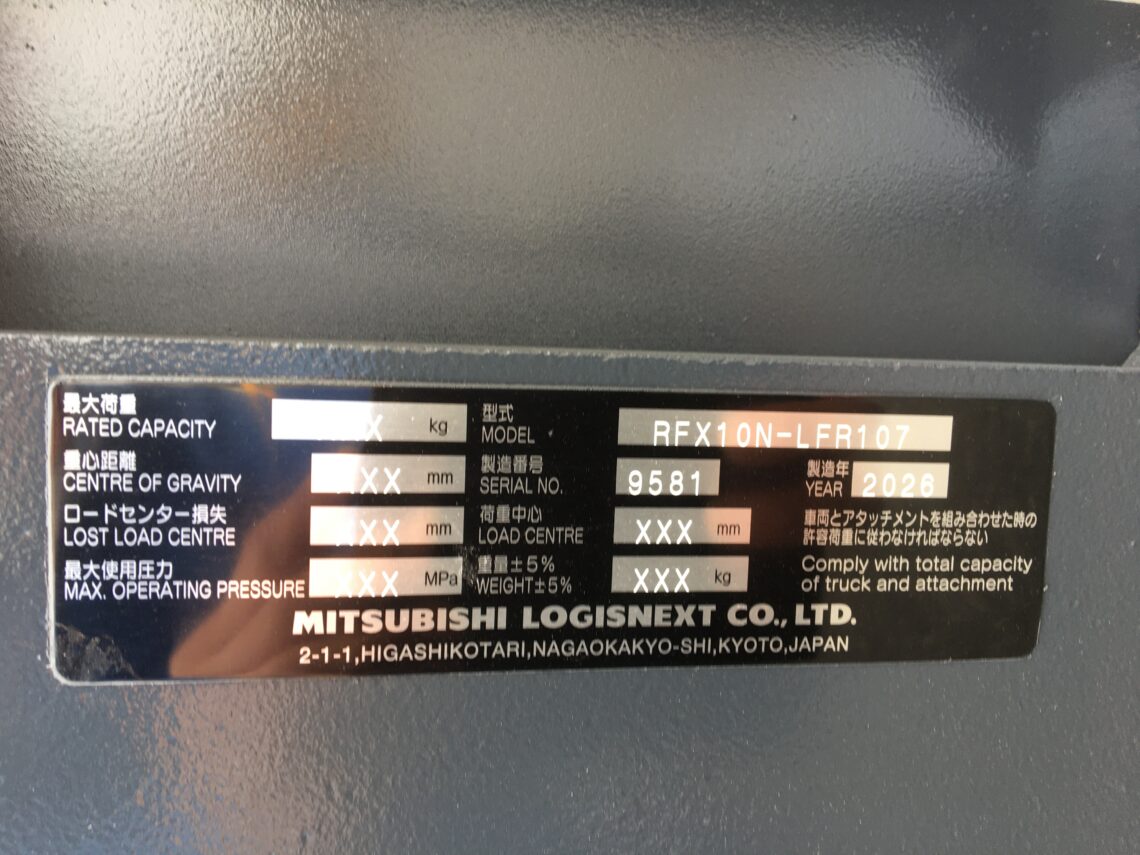 最大荷重
RATED CAPACITY
X kg
型式
MODEL
RFX10N-LFR107
重心距離
CENTRE OF GRAVITY
XX mm
製造番号
SERIAL NO.
9581
製造年
YEAR
2026
ロードセンター損失
LOST LOAD CENTRE
XXX mm
荷重中心
LOAD CENTRE
XXX mm
車両とアタッチメントを組み合わせた時の
許容荷重に従わなければならない
最大使用圧力
MAX. OPERATING PRESSURE
XXX MPa
重量±5%
WEIGHT±5%
XXX kg
Comply with total capacity
of truck and attachment
MITSUBISHI LOGISNEXT CO., LTD.
2-1-1,HIGASHIKOTARI,NAGAOKAKYO-SHI,KYOTO,JAPAN